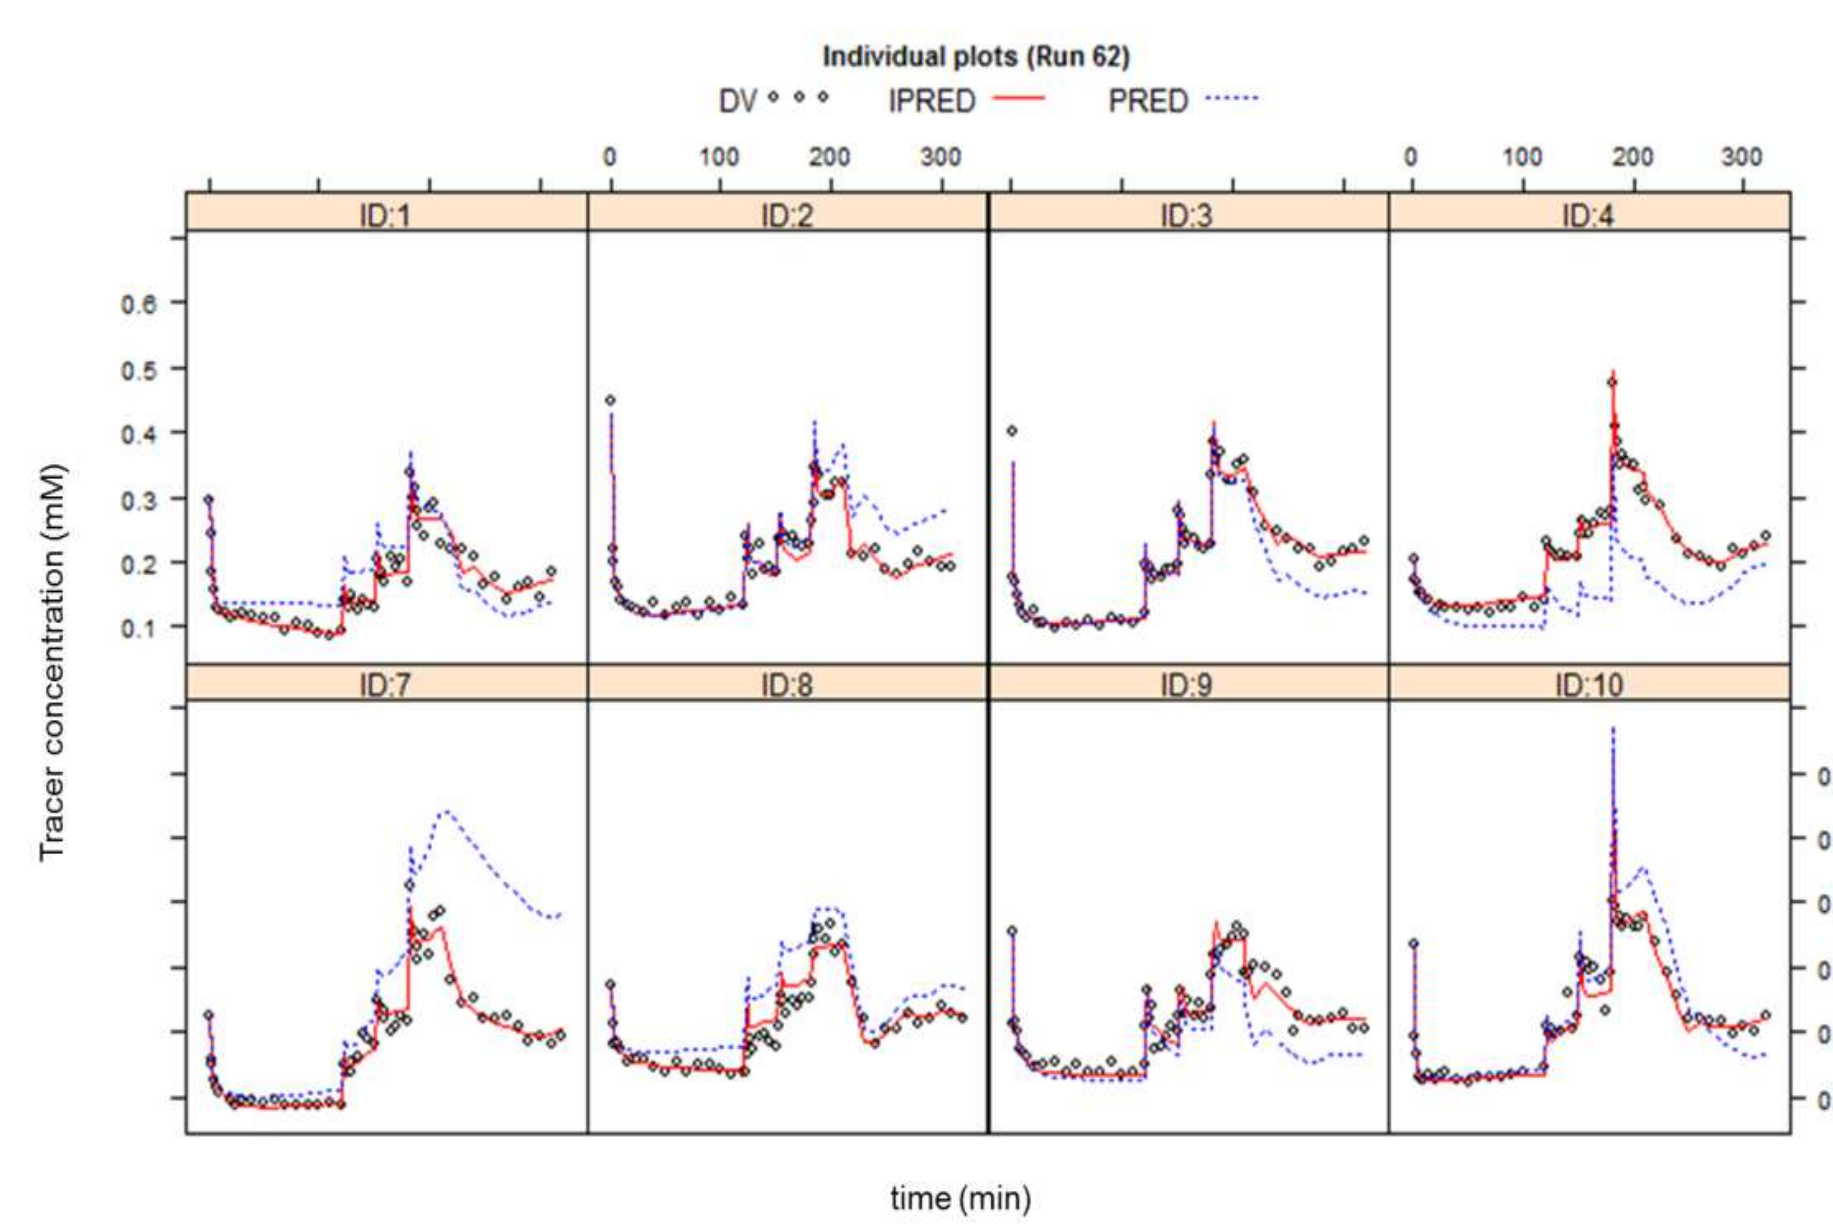 Individual plots (Run 62)
DV IPRED PRED
0 100 200 300 0 100 200 300
ID:1 ID:2 ID:3 ID:4
0.6
0.5
0.4
0.3
0.2
0.1
Tracer concentration (mM)
ID:7 ID:8 ID:9 ID:10
0
0
0
0
0
0
time (min)